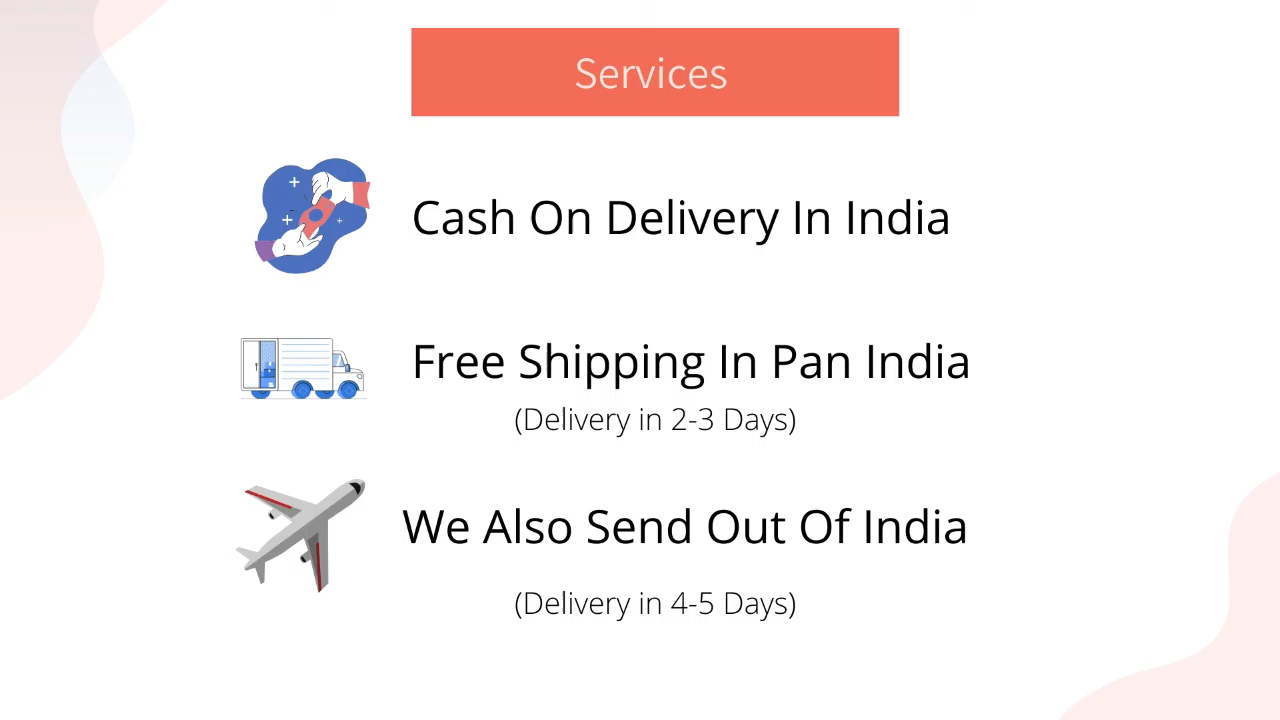 Services
Cash On Delivery In India
Free Shipping In Pan India
(Delivery in 2-3 Days)
We Also Send Out Of India
(Delivery in 4-5 Days)